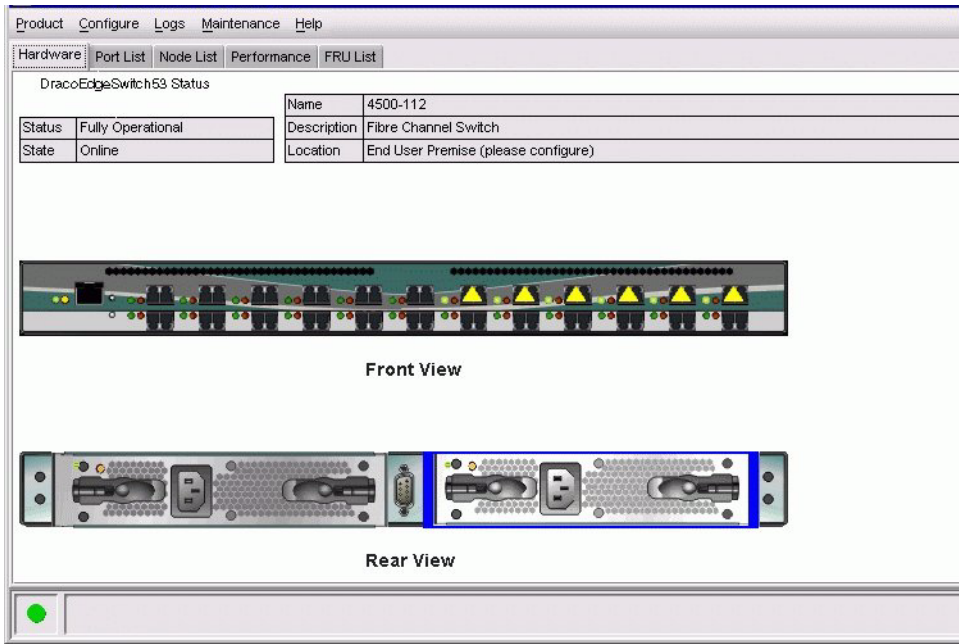 Product Configure Logs Maintenance Help
Hardware Port List Node List Performance FRU List
DracoEdgeSwitch53 Status
Name 4500-112
Status Fully Operational Description Fibre Channel Switch
State Online Location End User Premise (please configure)
Front View
Rear View